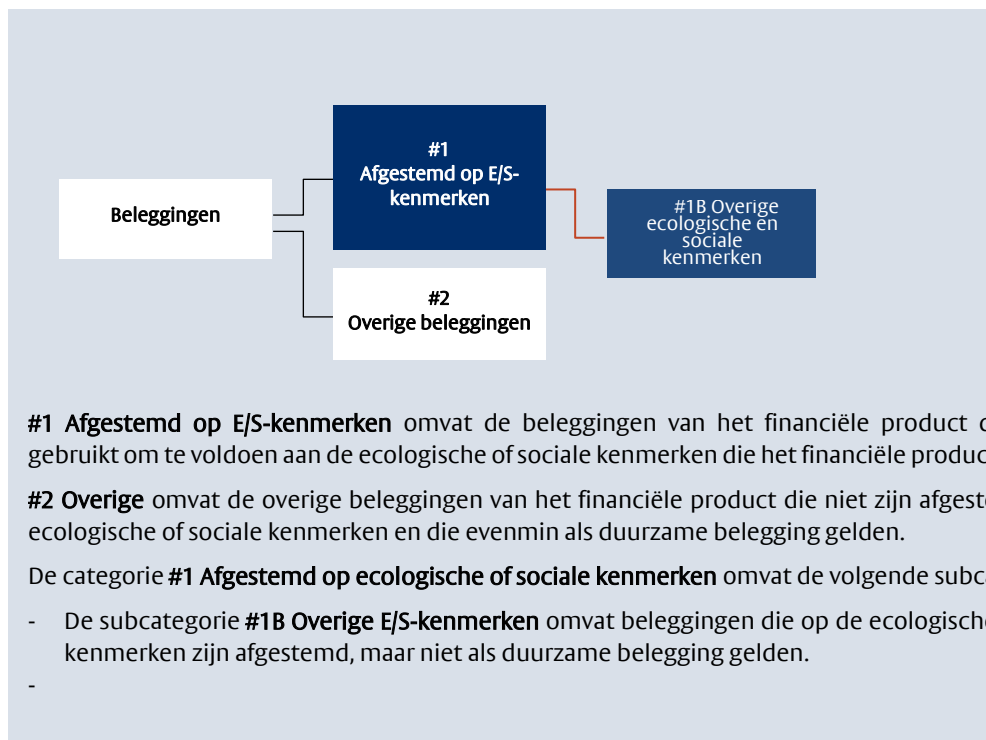 #1
Afgestemd op E/S-
kenmerken
Beleggingen
#1B Overige
ecologische en
sociale
kenmerken
#2
Overige beleggingen
#1 Afgestemd op E/S-kenmerken omvat de beleggingen van het financiële product
gebruikt om te voldoen aan de ecologische of sociale kenmerken die het financiële
#2 Overige omvat de overige beleggingen van het financiële product die niet zijn
ecologische of sociale kenmerken en die evenmin als duurzame belegging gelden.
De categorie #1 Afgestemd op ecologische of sociale kenmerken omvat de volgende
- De subcategorie #1B Overige E/S-kenmerken omvat beleggingen die op de
kenmerken zijn afgestemd, maar niet als duurzame belegging gelden.
-